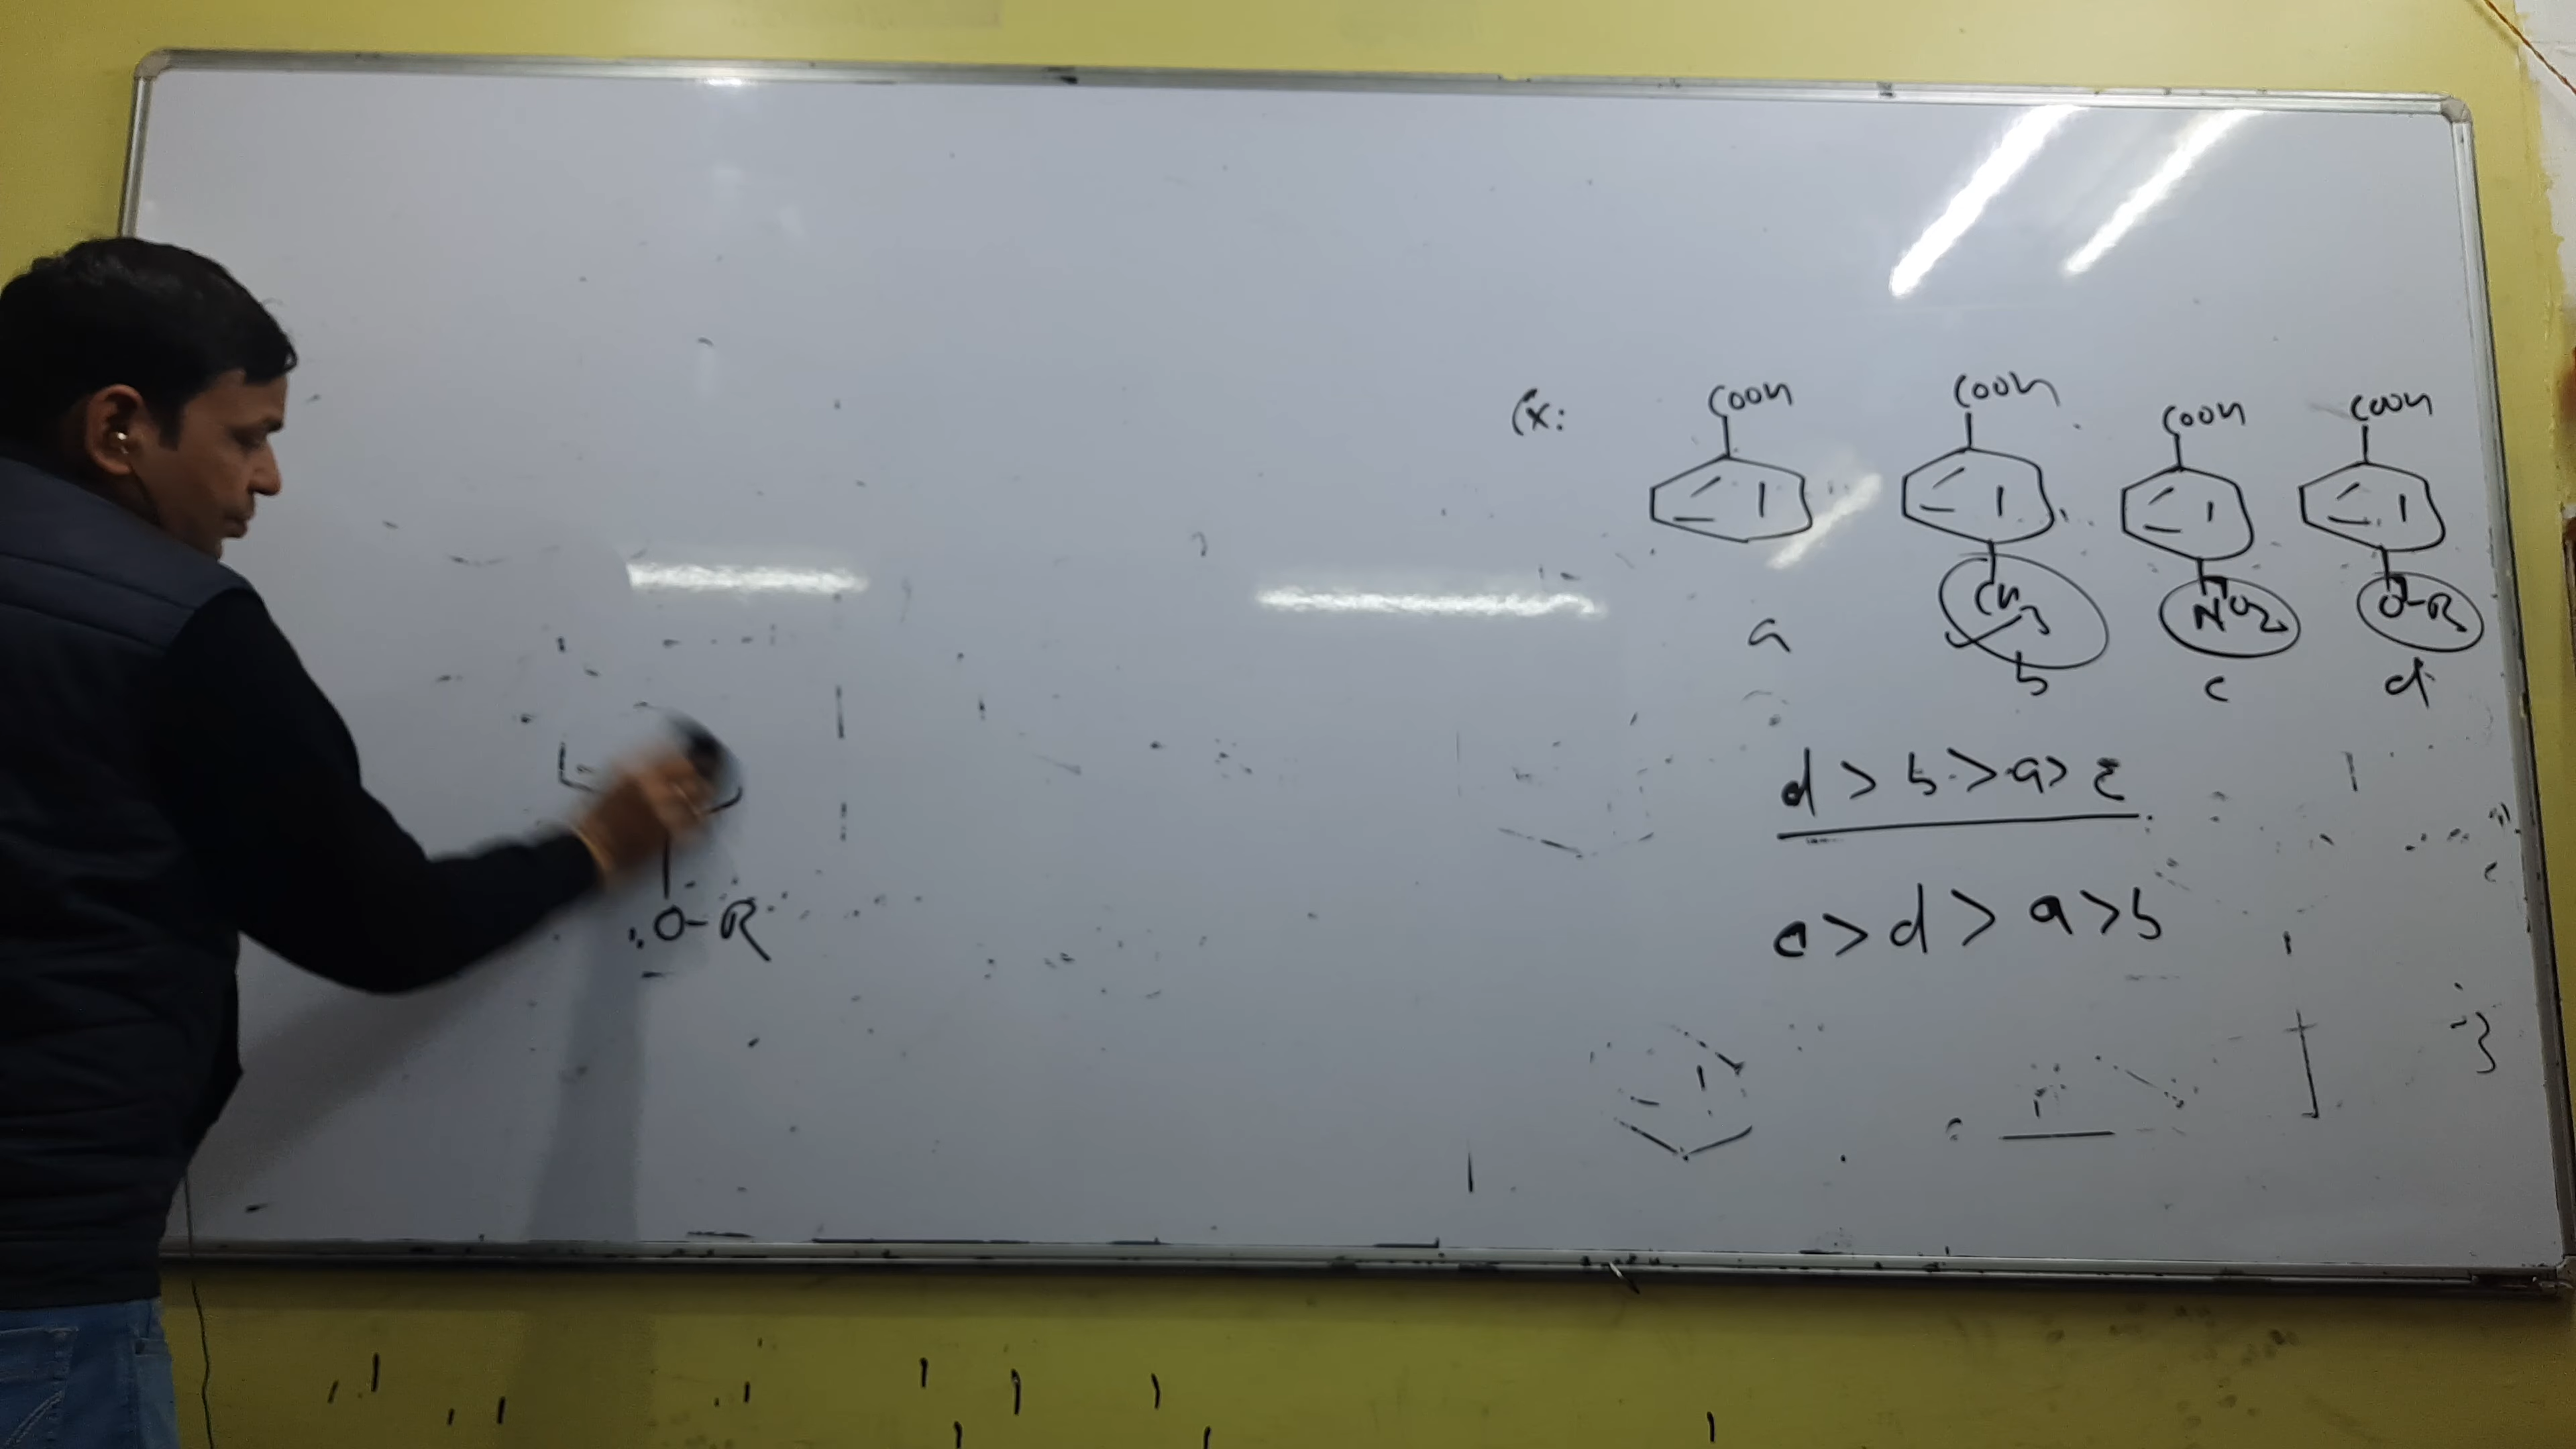 Ex:
COOH COOH COOH COOH
CH3 NO2 O-R
a b c d
d > b > a > c
c > d > a > b
:O-R